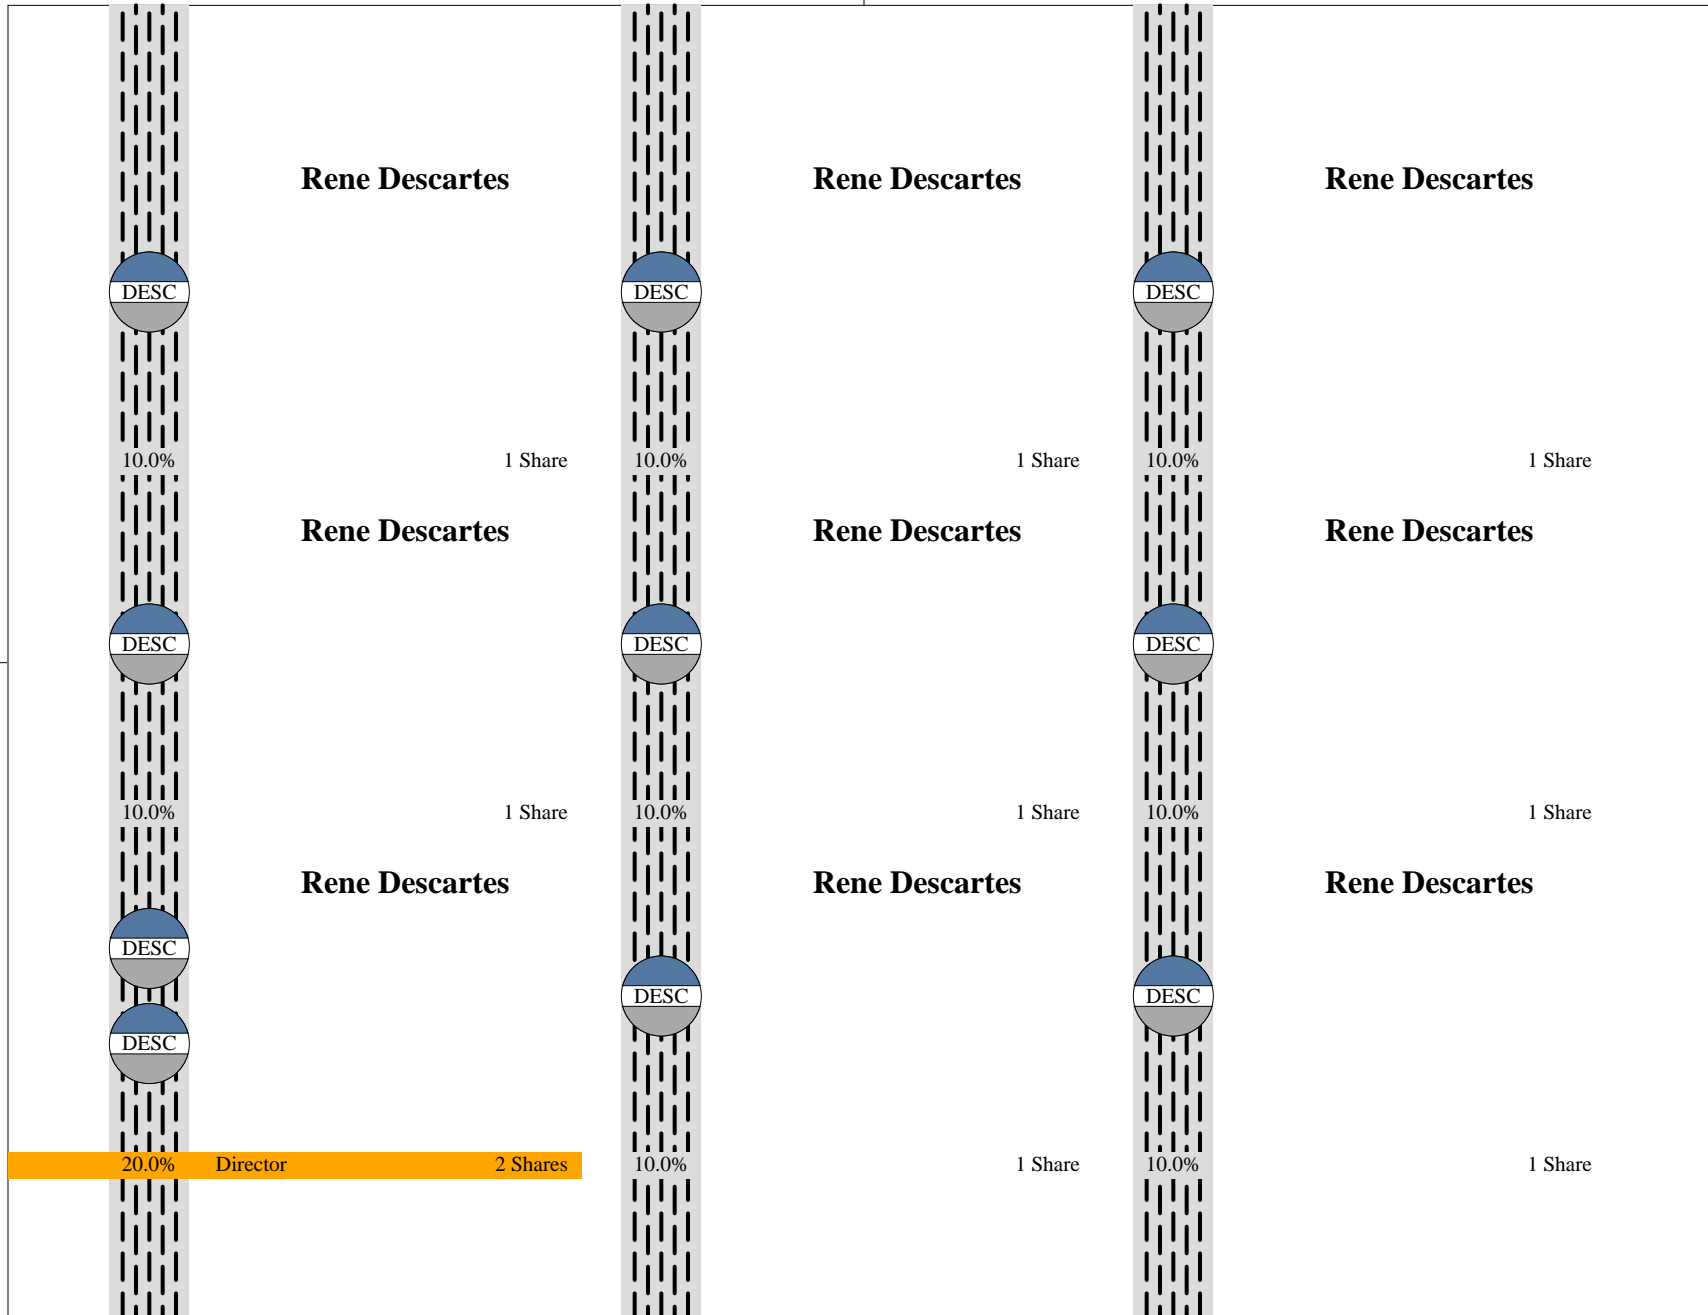 Rene Descartes Rene Descartes Rene Descartes
DESC DESC DESC
10.0% 1 Share 10.0% 1 Share 10.0% 1 Share
Rene Descartes Rene Descartes Rene Descartes
DESC DESC DESC
10.0% 1 Share 10.0% 1 Share 10.0% 1 Share
Rene Descartes Rene Descartes Rene Descartes
DESC
DESC DESC
DESC
20.0% Director 2 Shares 10.0% 1 Share 10.0% 1 Share